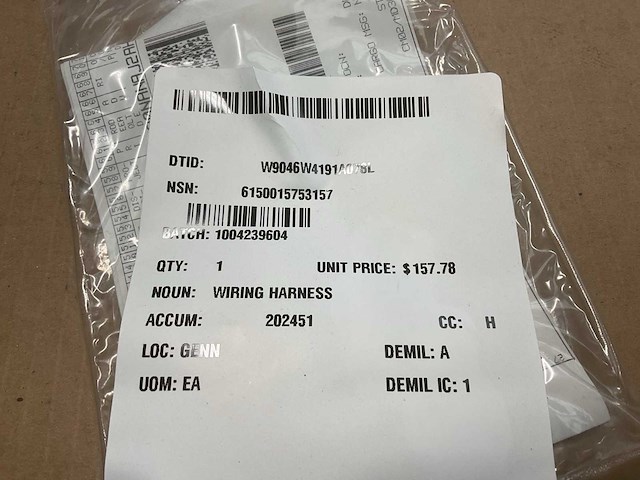 DTID: W9046W4191A078L
NSN: 6150015753157
BATCH: 1004239604
QTY: 1 UNIT PRICE: $157.78
NOUN: WIRING HARNESS
ACCUM: 202451 CC: H
LOC: GENN DEMIL: A
UOM: EA DEMIL IC: 1